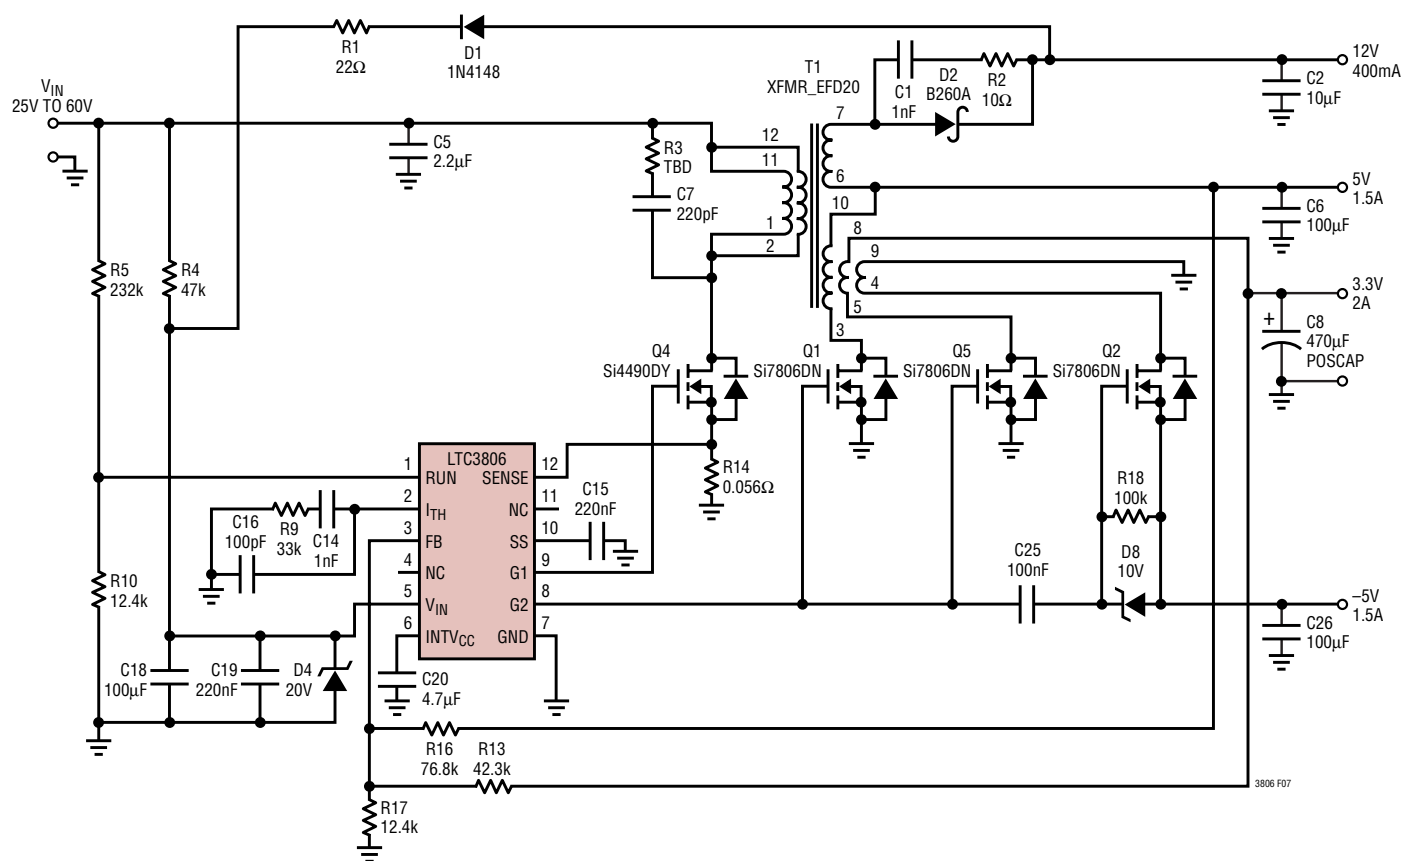 R1
22Ω
D1
1N4148
T1
XFMR_EFD20
C1
1nF
D2
B260A
R2
10Ω
12V
400mA
C2
10µF
VIN
25V TO 60V
C5
2.2µF
R3
TBD
C7
220pF
12
11
1
2
7
6
10
8
9
4
5
3
5V
1.5A
C6
100µF
3.3V
2A
+
C8
470µF
POSCAP
R5
232k
R4
47k
Q4
Si4490DY
Q1
Si7806DN
Q5
Si7806DN
Q2
Si7806DN
LTC3806
1
RUN
SENSE
12
2
ITH
NC
11
3
FB
SS
10
4
NC
G1
9
5
VIN
G2
8
6
INTVCC
GND
7
R14
0.056Ω
C15
220nF
R18
100k
C16
100pF
R9
33k
C14
1nF
C25
100nF
D8
10V
–5V
1.5A
C26
100µF
R10
12.4k
C18
100µF
C19
220nF
D4
20V
C20
4.7µF
R16
76.8k
R13
42.3k
R17
12.4k
3806 F07